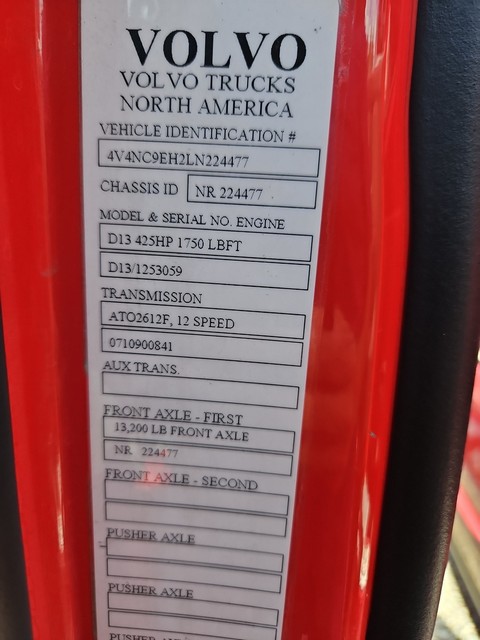 VOLVO
VOLVO TRUCKS
NORTH AMERICA
VEHICLE IDENTIFICATION #
4V4NC9EH2LN224477
CHASSIS ID NR 224477
MODEL & SERIAL NO. ENGINE
D13 425HP 1750 LBFT
D13/1253059
TRANSMISSION
ATO2612F, 12 SPEED
0710900841
AUX TRANS.
FRONT AXLE - FIRST
13,200 LB FRONT AXLE
NR 224477
FRONT AXLE - SECOND
PUSHER AXLE
PUSHER AXLE
PUSHER